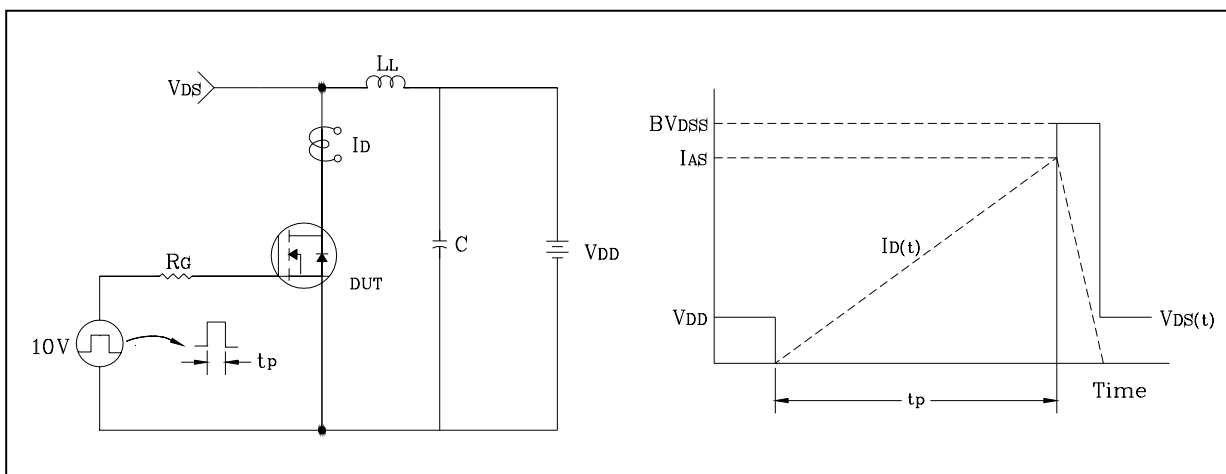 LL
VDS
ID
C
VDD
RG
DUT
10V
tp
BVDSS
IAS
ID(t)
VDD
VDS(t)
Time
tp